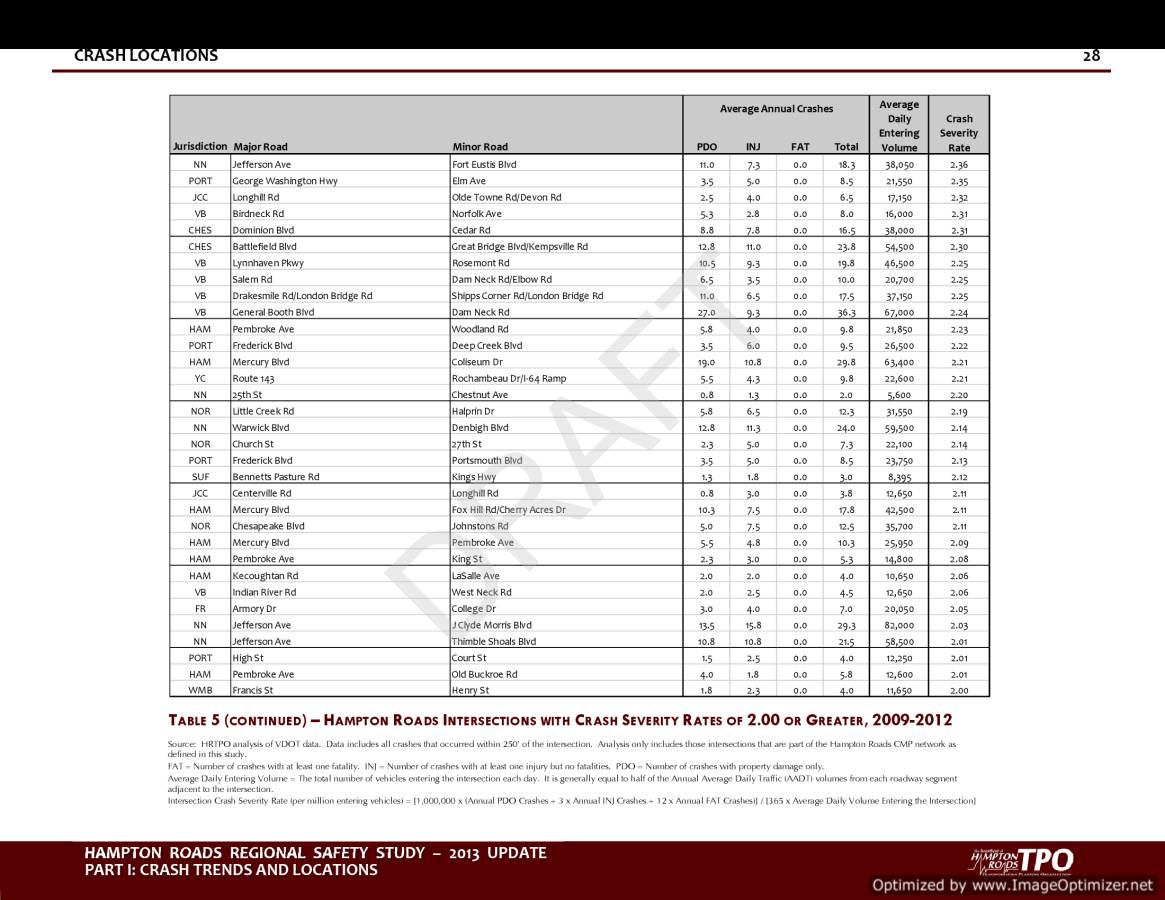 CRASH LOCATIONS 28
Average Annual Crashes Average Daily Entering Volume Crash Severity Rate
Jurisdiction Major Road Minor Road PDO INJ FAT Total
NN Jefferson Ave Fort Eustis Blvd 11.0 7.3 0.0 18.3 38,050 2.36
PORT George Washington Hwy Elm Ave 3.5 5.0 0.0 8.5 21,550 2.35
JCC Longhill Rd Olde Towne Rd/Devon Rd 2.5 4.0 0.0 6.5 17,150 2.32
VB Birdneck Rd Norfolk Ave 5.3 2.8 0.0 8.0 16,000 2.31
CHES Dominion Blvd Cedar Rd 8.8 7.8 0.0 16.5 38,000 2.31
CHES Battlefield Blvd Great Bridge Blvd/Kempsville Rd 12.8 11.0 0.0 23.8 54,500 2.30
VB Lynnhaven Pkwy Rosemont Rd 10.5 9.3 0.0 19.8 46,500 2.25
VB Salem Rd Dam Neck Rd/Elbow Rd 6.5 3.5 0.0 10.0 20,700 2.25
VB Drakesmile Rd/London Bridge Rd Shipps Corner Rd/London Bridge Rd 11.0 6.5 0.0 17.5 37,150 2.25
VB General Booth Blvd Dam Neck Rd 27.0 9.3 0.0 36.3 67,000 2.24
HAM Pembroke Ave Woodland Rd 5.8 4.0 0.0 9.8 21,850 2.23
PORT Frederick Blvd Deep Creek Blvd 3.5 6.0 0.0 9.5 26,500 2.22
HAM Mercury Blvd Coliseum Dr 19.0 10.8 0.0 29.8 63,400 2.21
YC Route 143 Rochambeau Dr/I-64 Ramp 5.5 4.3 0.0 9.8 22,600 2.21
NN 25th St Chestnut Ave 0.8 1.3 0.0 2.0 5,600 2.20
NOR Little Creek Rd Halprin Dr 5.8 6.5 0.0 12.3 31,550 2.19
NN Warwick Blvd Denbigh Blvd 12.8 11.3 0.0 24.0 59,500 2.14
NOR Church St 27th St 2.3 5.0 0.0 7.3 22,100 2.14
PORT Frederick Blvd Portsmouth Blvd 3.5 5.0 0.0 8.5 23,750 2.13
SUF Bennetts Pasture Rd Kings Hwy 1.3 1.8 0.0 3.0 8,395 2.12
JCC Centerville Rd Longhill Rd 0.8 3.0 0.0 3.8 12,650 2.11
HAM Mercury Blvd Fox Hill Rd/Cherry Acres Dr 10.3 7.5 0.0 17.8 42,500 2.11
NOR Chesapeake Blvd Johnstons Rd 5.0 7.5 0.0 12.5 35,700 2.11
HAM Mercury Blvd Pembroke Ave 5.5 4.8 0.0 10.3 25,950 2.09
HAM Pembroke Ave King St 2.3 3.0 0.0 5.3 14,800 2.08
HAM Kecoughtan Rd LaSalle Ave 2.0 2.0 0.0 4.0 10,650 2.06
VB Indian River Rd West Neck Rd 2.0 2.5 0.0 4.5 12,650 2.06
FR Armory Dr College Dr 3.0 4.0 0.0 7.0 20,050 2.05
NN Jefferson Ave J Clyde Morris Blvd 13.5 15.8 0.0 29.3 82,000 2.03
NN Jefferson Ave Thimble Shoals Blvd 10.8 10.8 0.0 21.5 58,500 2.01
PORT High St Court St 1.5 2.5 0.0 4.0 12,250 2.01
HAM Pembroke Ave Old Buckroe Rd 4.0 1.8 0.0 5.8 12,600 2.01
WMB Francis St Henry St 1.8 2.3 0.0 4.0 11,650 2.00
DRAFT
TABLE 5 (CONTINUED) – HAMPTON ROADS INTERSECTIONS WITH CRASH SEVERITY RATES OF 2.00 OR GREATER, 2009-2012
Source: HRTPO analysis of VDOT data. Data includes all crashes that occurred within 250' of the intersection. Analysis only includes those intersections that are part of the Hampton Roads CMP network as
defined in this study.
FAT = Number of crashes with at least one fatality. INJ = Number of crashes with at least one injury but no fatalities. PDO = Number of crashes with property damage only.
Average Daily Entering Volume = The total number of vehicles entering the intersection each day. It is generally equal to half of the Annual Average Daily Traffic (AADT) volumes from each roadway segment
adjacent to the intersection.
Intersection Crash Severity Rate (per million entering vehicles) = [1,000,000 x (Annual PDO Crashes + 3 x Annual INJ Crashes + 12 x Annual FAT Crashes)] / [365 x Average Daily Volume Entering the Intersection]
HAMPTON ROADS REGIONAL SAFETY STUDY – 2013 UPDATE
PART I: CRASH TRENDS AND LOCATIONS
HAMPTON ROADS TPO
Optimized by www.ImageOptimizer.net